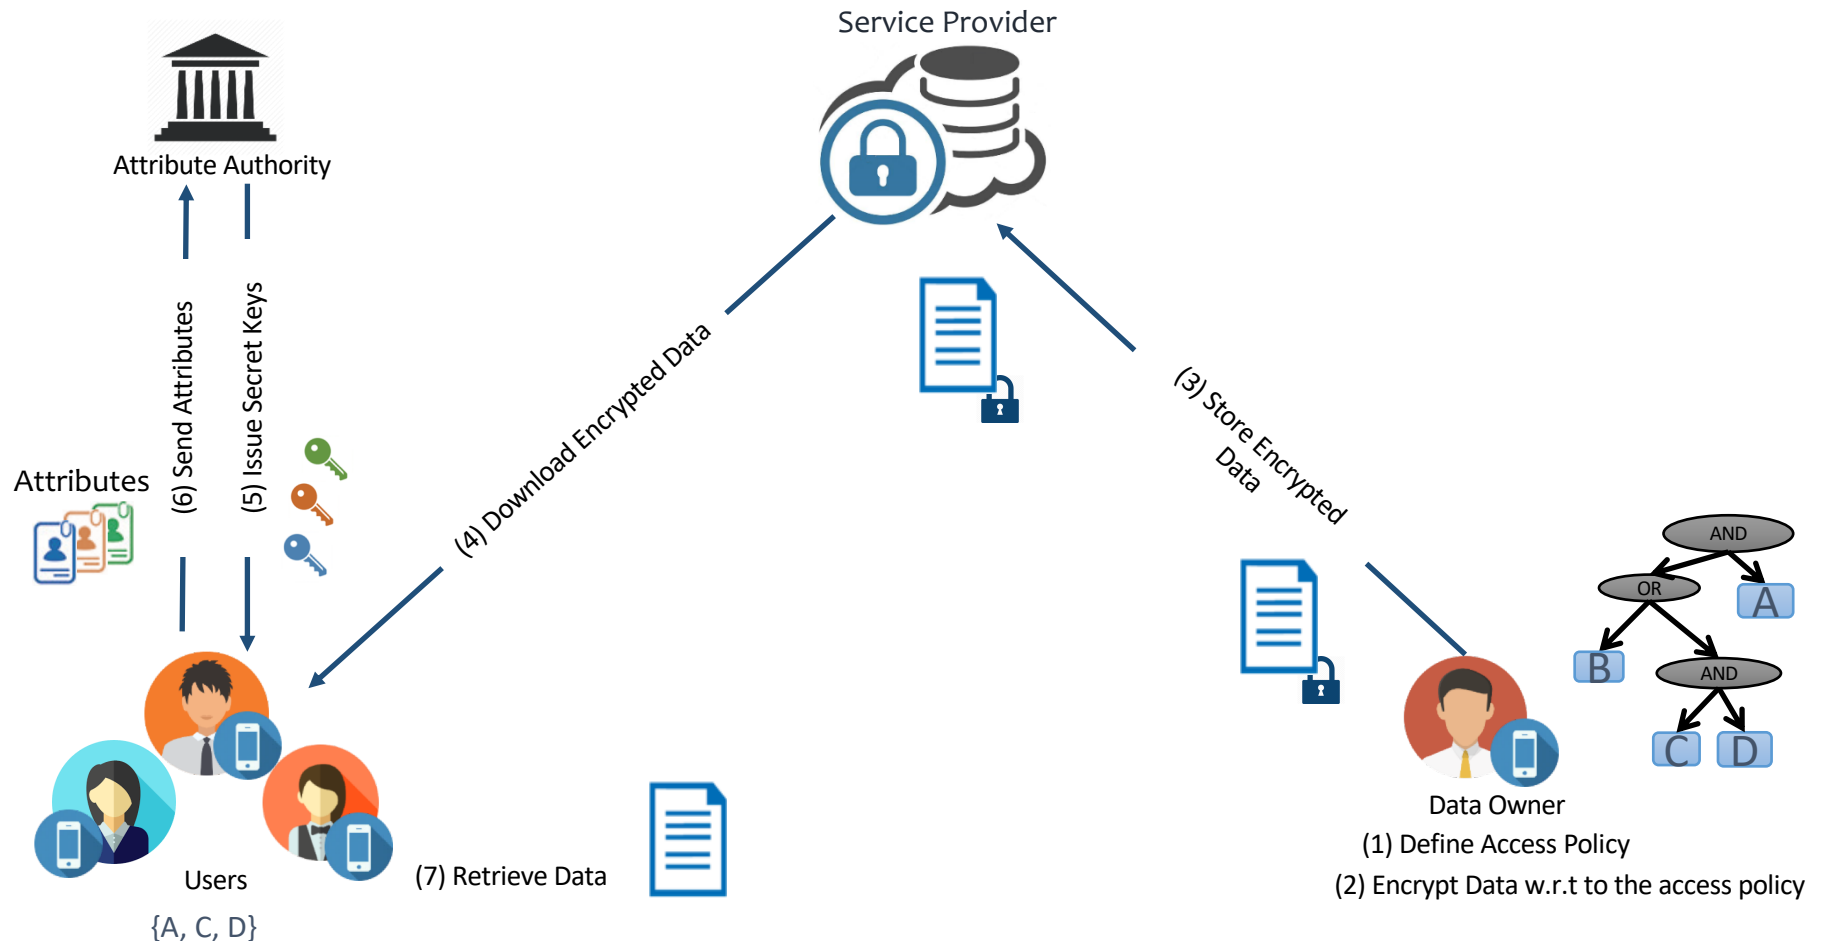 Service Provider
Attribute Authority
(6) Send Attributes
(5) Issue Secret Keys
(4) Download Encrypted Data
(3) Store Encrypted
Data
Attributes
AND
OR
A
B
AND
C
D
Data Owner
(1) Define Access Policy
(2) Encrypt Data w.r.t to the access policy
Users
(7) Retrieve Data
{A, C, D}